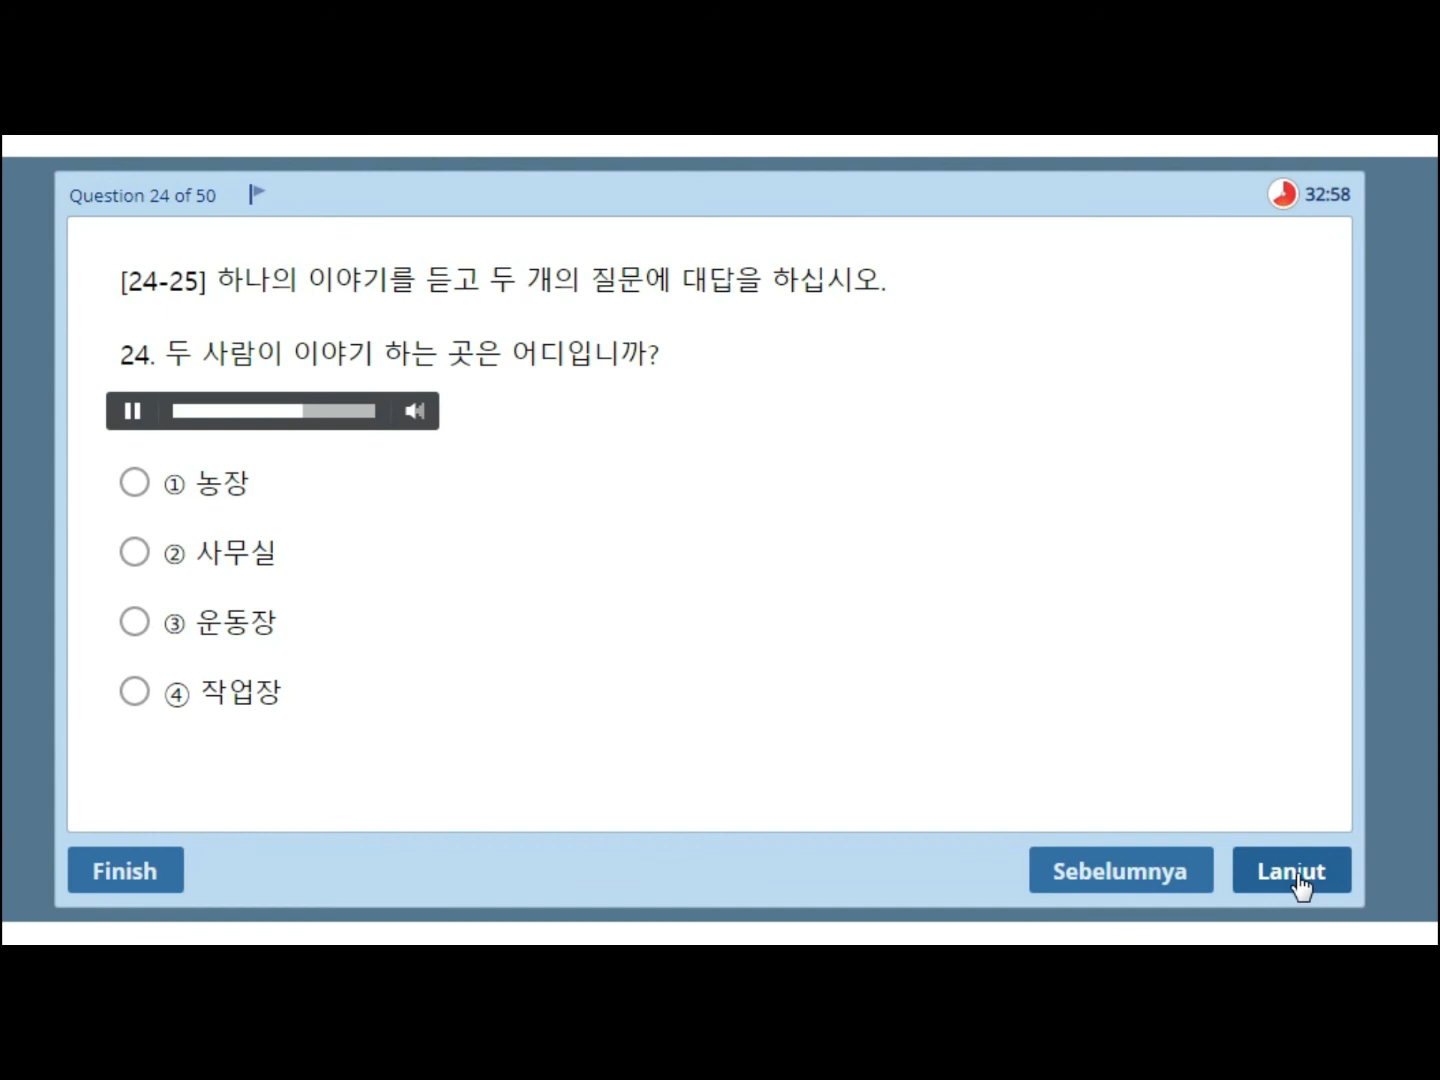 Question 24 of 50
32:58
[24-25] 하나의 이야기를 듣고 두 개의 질문에 대답을 하십시오.
24. 두 사람이 이야기 하는 곳은 어디입니까?
① 농장
② 사무실
③ 운동장
④ 작업장
Finish
Sebelumnya
Lanjut